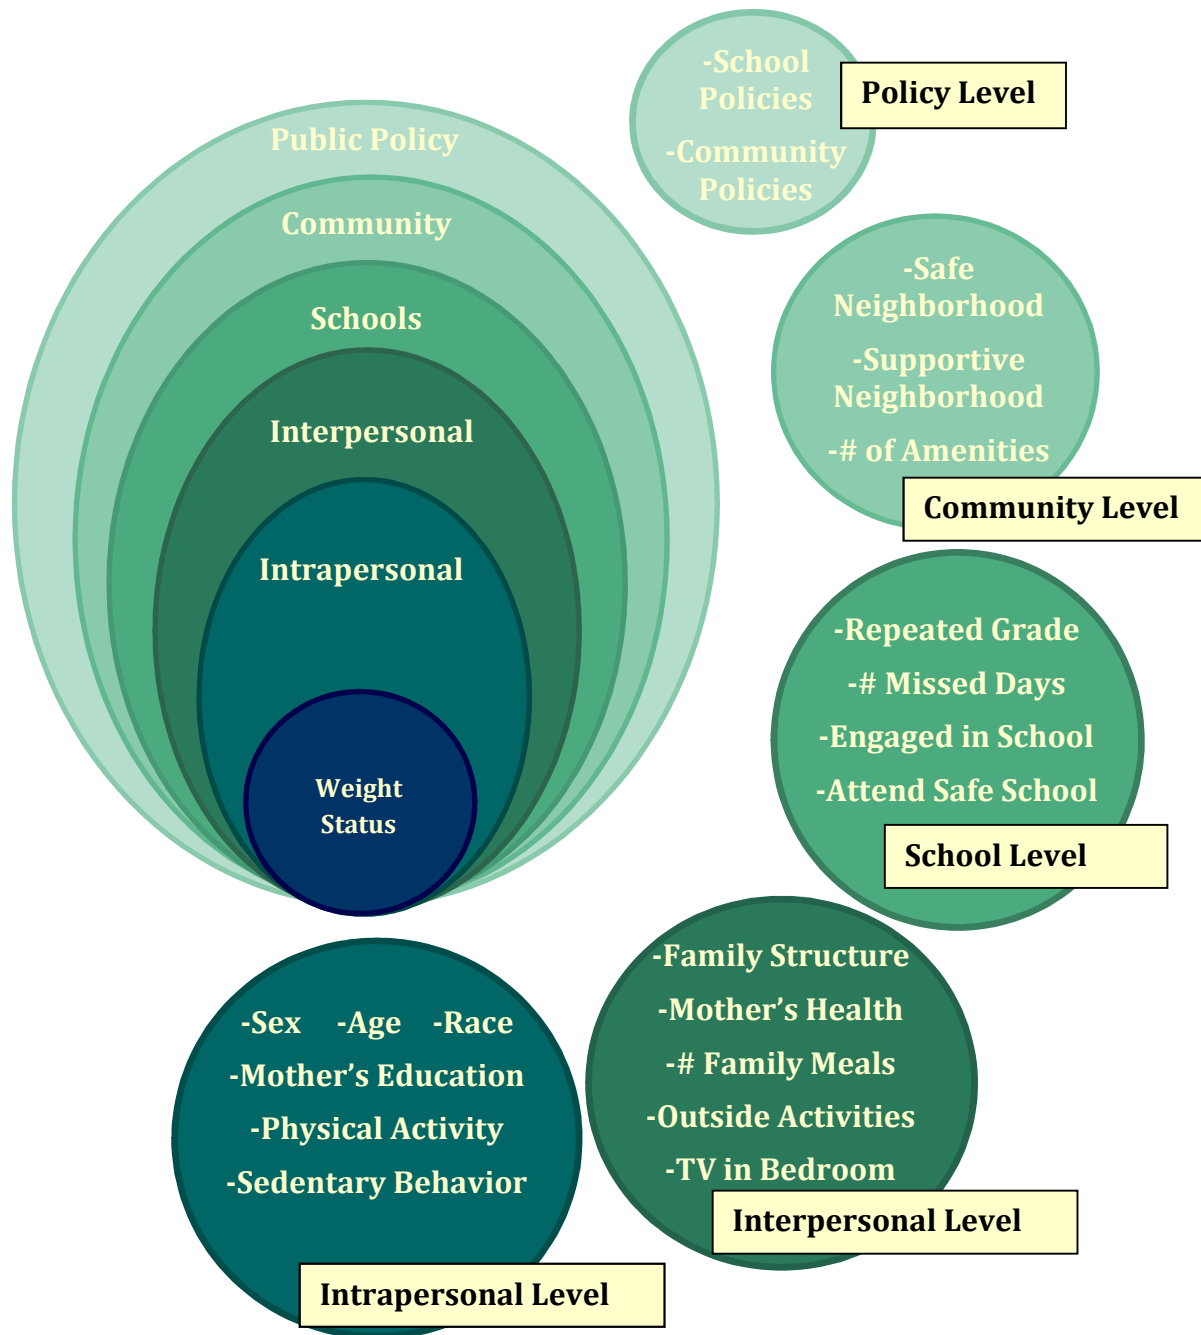 Public Policy
Community
Schools
Interpersonal
Intrapersonal
Weight
Status
-School
Policies
-Community
Policies
Policy Level
-Safe
Neighborhood
-Supportive
Neighborhood
-# of Amenities
Community Level
-Repeated Grade
-# Missed Days
-Engaged in School
-Attend Safe School
School Level
-Family Structure
-Mother’s Health
-# Family Meals
-Outside Activities
-TV in Bedroom
Interpersonal Level
-Sex -Age -Race
-Mother’s Education
-Physical Activity
-Sedentary Behavior
Intrapersonal Level